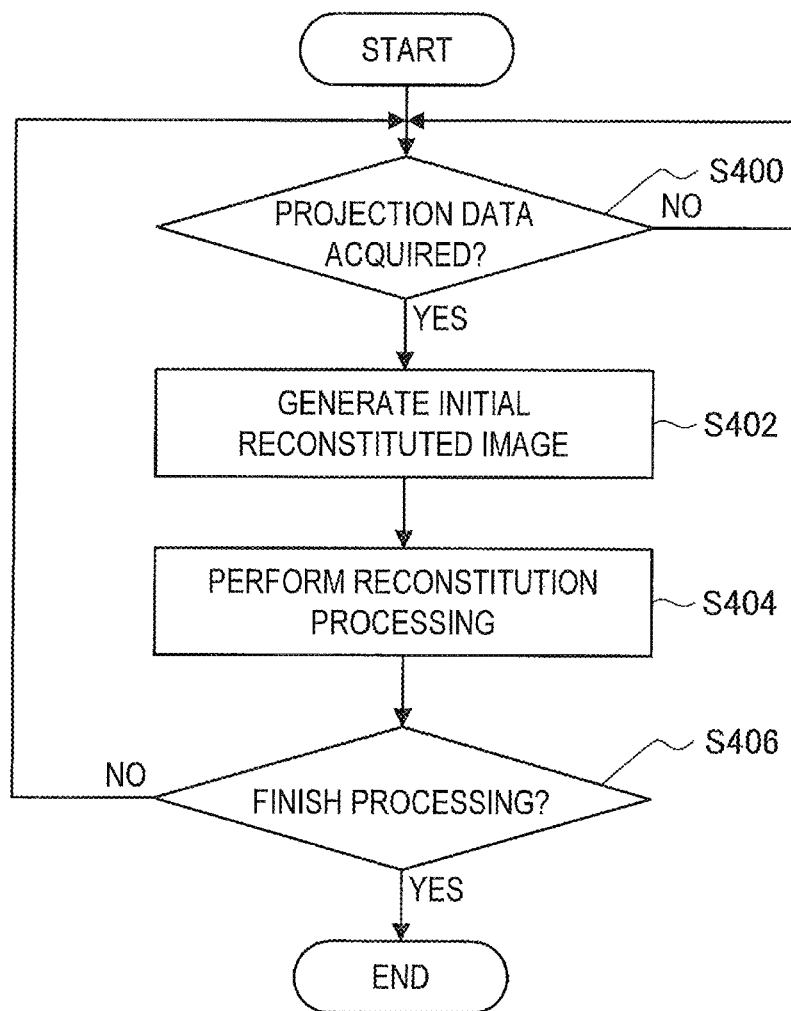 START
S400
PROJECTION DATA
ACQUIRED?
NO
YES
GENERATE INITIAL
RECONSTITUTED IMAGE
S402
PERFORM RECONSTITUTION
PROCESSING
S404
S406
NO
FINISH PROCESSING?
YES
END